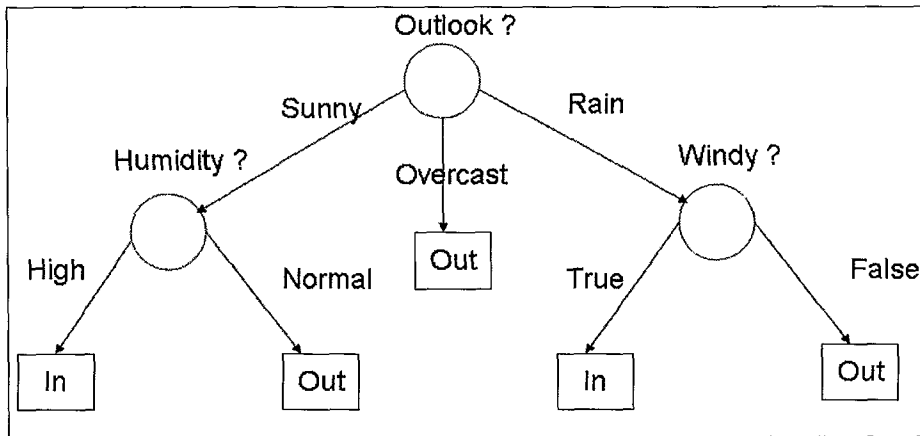 Outlook ?
Sunny
Rain
Humidity ?
Overcast
Windy ?
High
Normal
Out
True
False
In
Out
In
Out